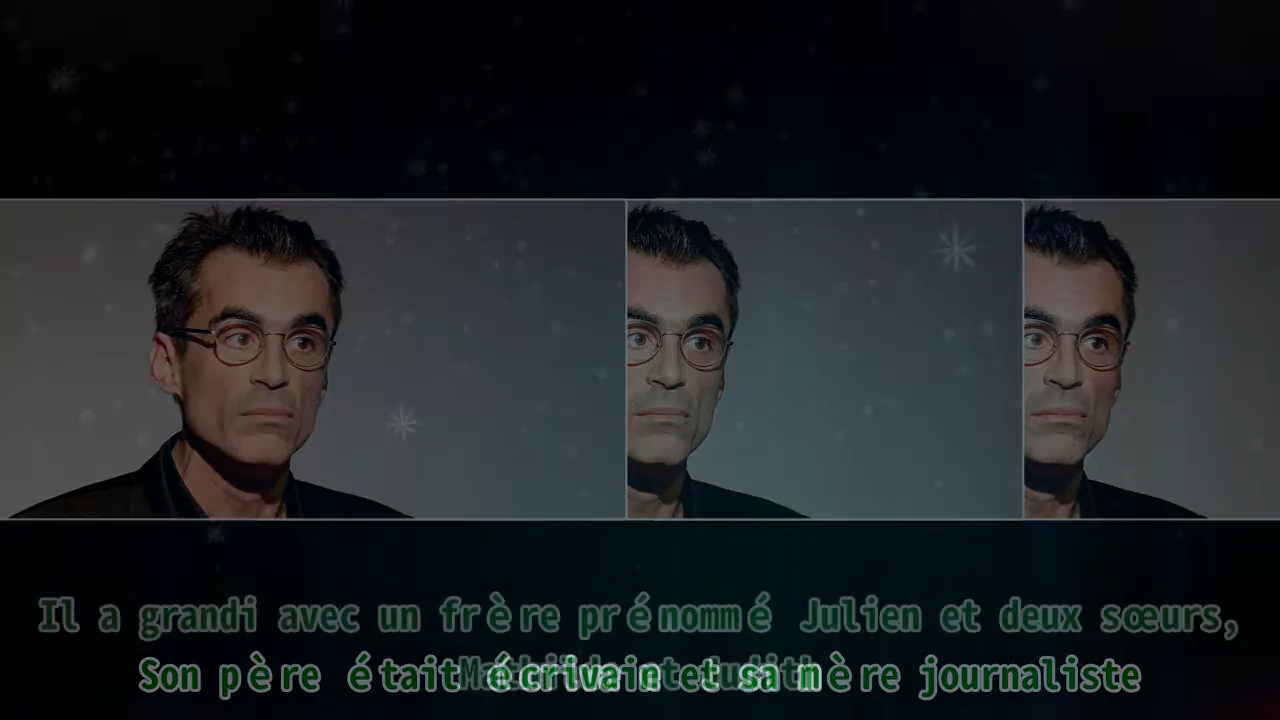 Il a grandi avec un frère prénommé Julien et deux sœurs,
Son père était écrivain et sa mère journaliste